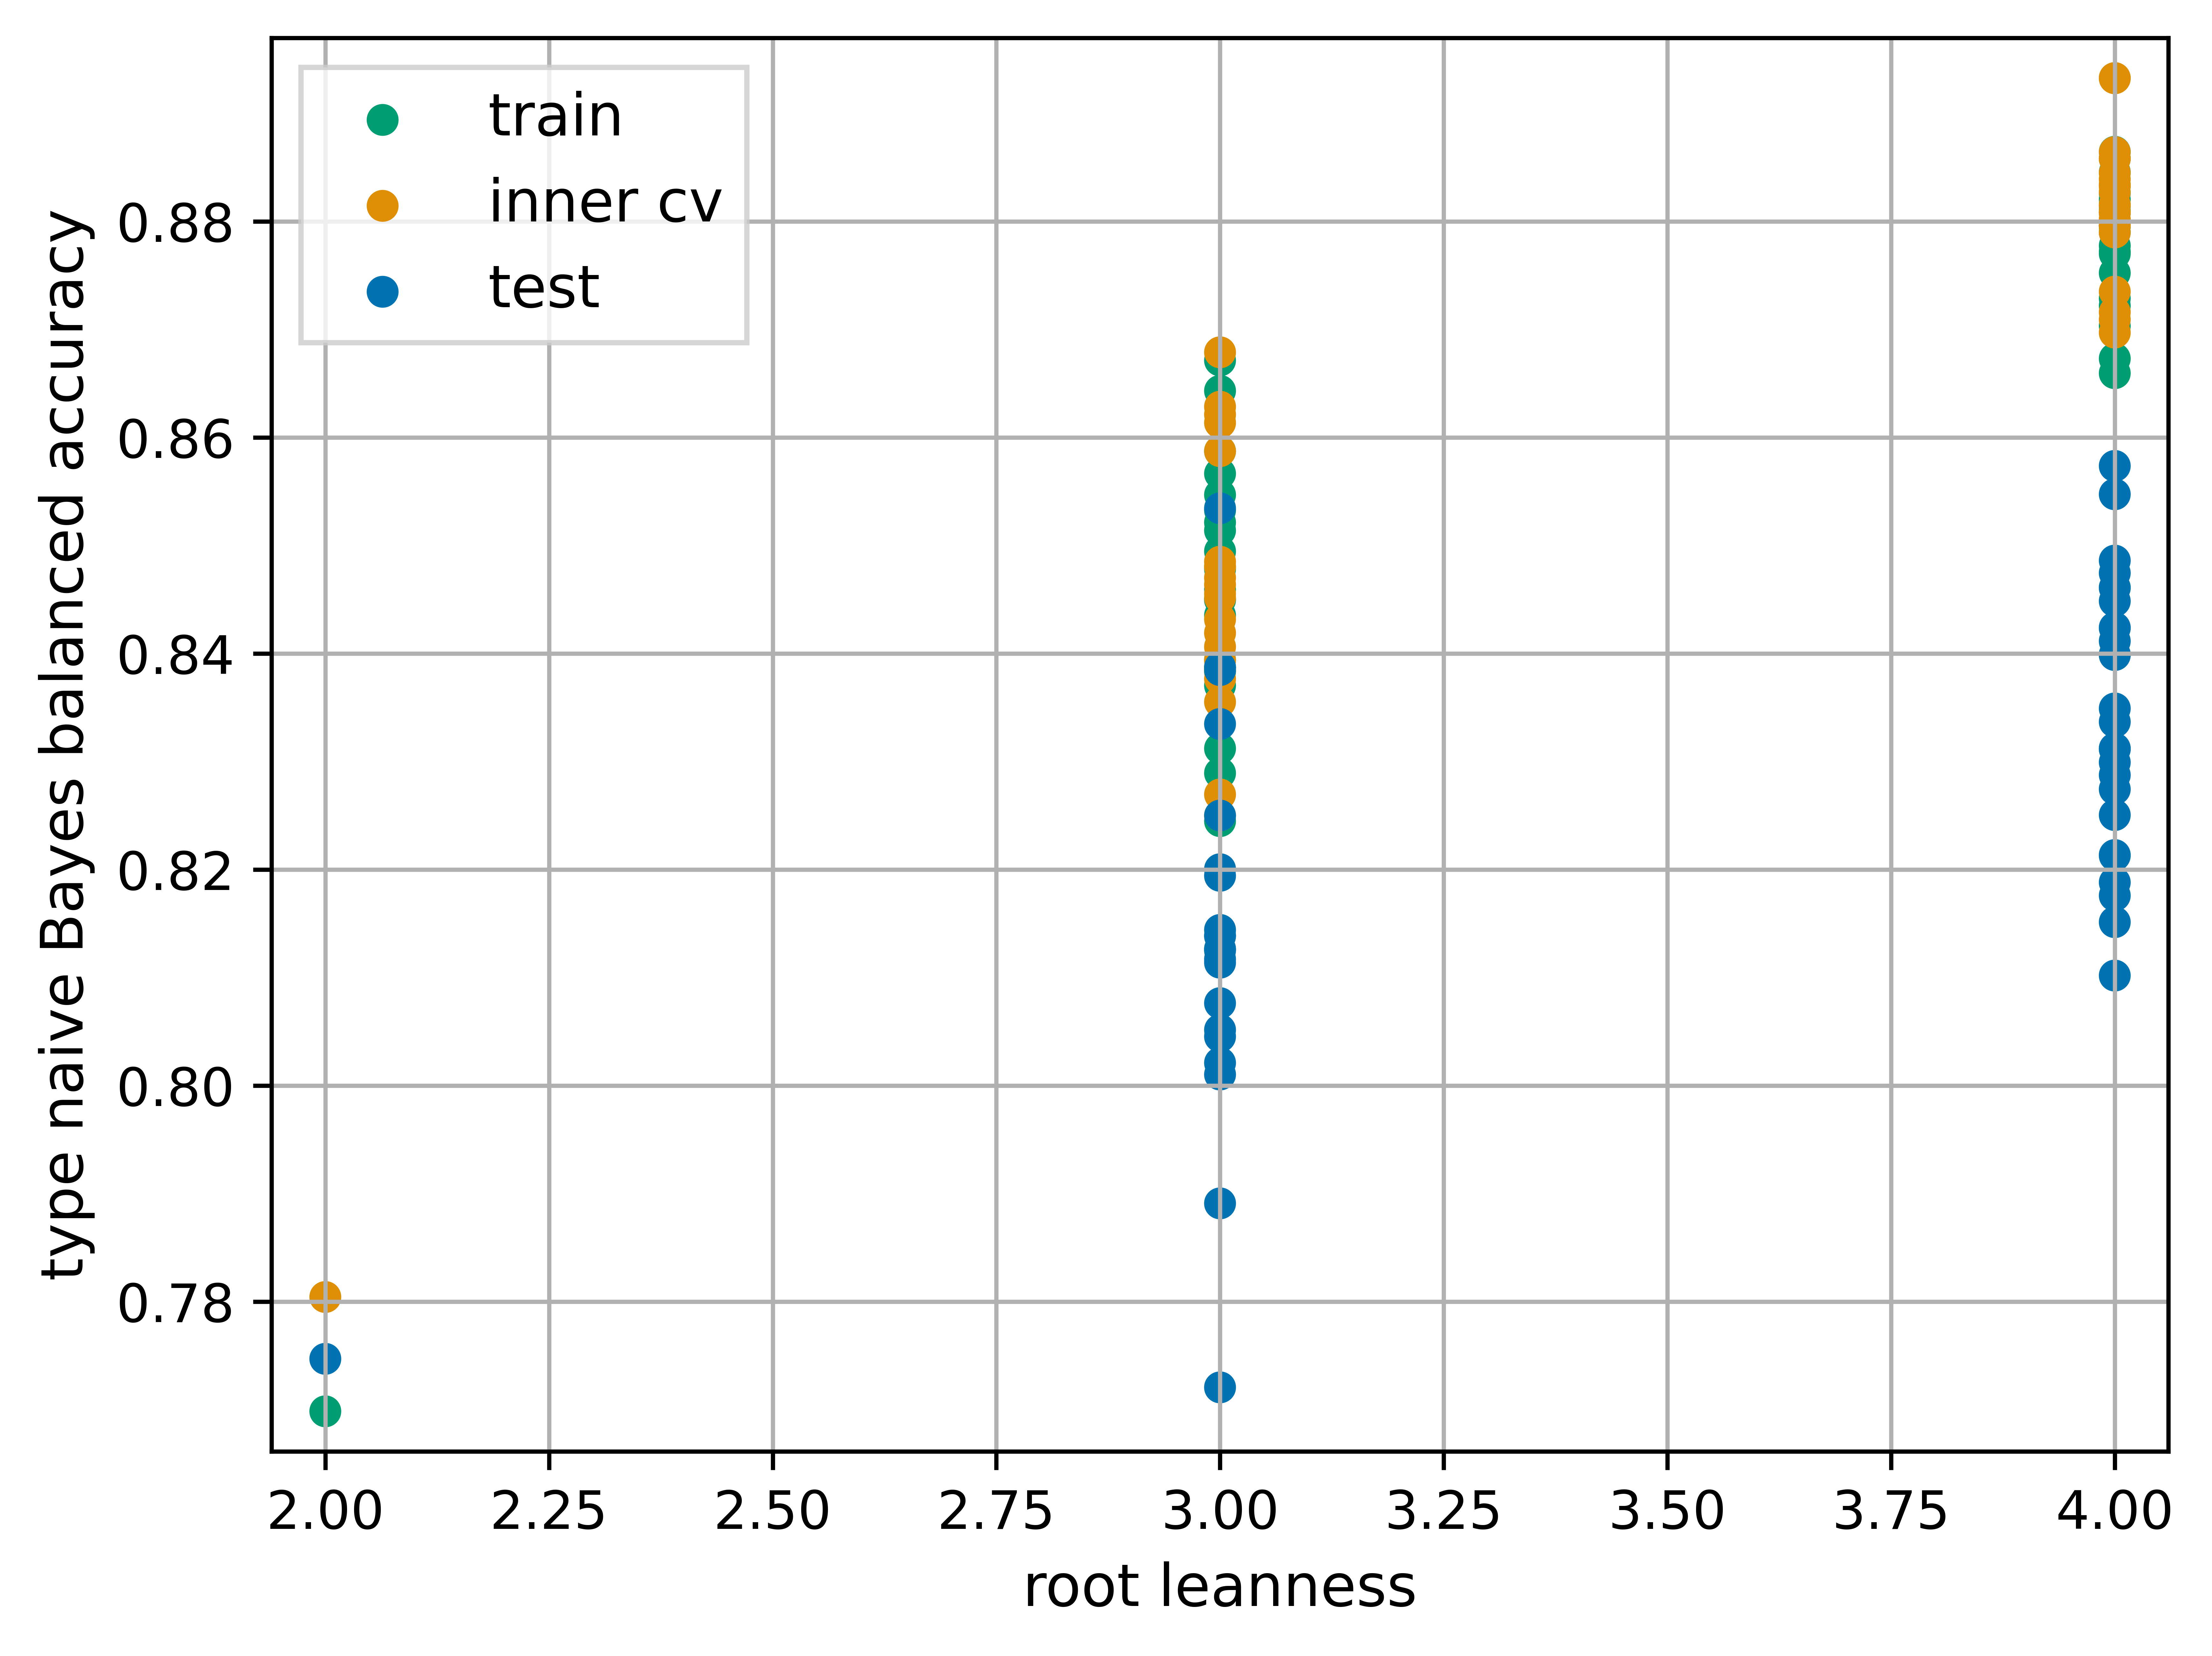 train
inner cv
test
type naive Bayes balanced accuracy
0.88
0.86
0.84
0.82
0.80
0.78
2.00 2.25 2.50 2.75 3.00 3.25 3.50 3.75 4.00
root leanness